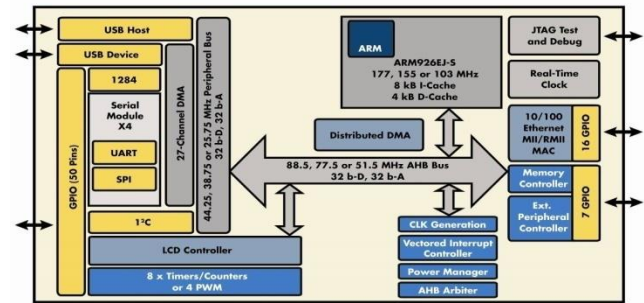 USB Host
USB Device
1284
Serial
Module
X4
UART
SPI
I²C
GPIO (50 Pins)
27-Channel DMA
44.25, 38.75 or 25.75 MHz Peripheral Bus
32 b-D, 32 b-A
LCD Controller
8 x Timers/Counters
or 4 PWM
ARM
ARM926EJ-S
177, 155 or 103 MHz
8 kB I-Cache
4 kB D-Cache
Distributed DMA
88.5, 77.5 or 51.5 MHz AHB Bus
32 b-D, 32 b-A
CLK Generation
Vectored Interrupt
Controller
Power Manager
AHB Arbiter
JTAG Test
and Debug
Real-Time
Clock
10/100
Ethernet
MII/RMII
MAC
16 GPIO
Memory
Controller
Ext.
Peripheral
Controller
7 GPIO